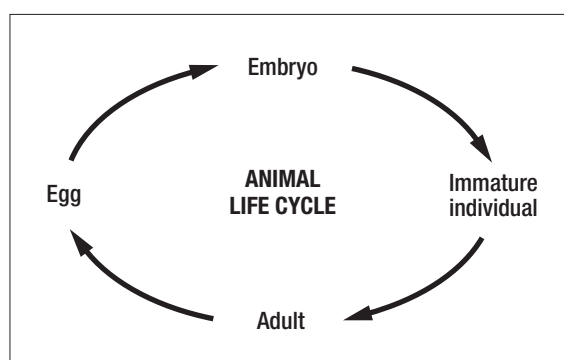 Embryo
Egg
ANIMAL
LIFE CYCLE
Immature
individual
Adult